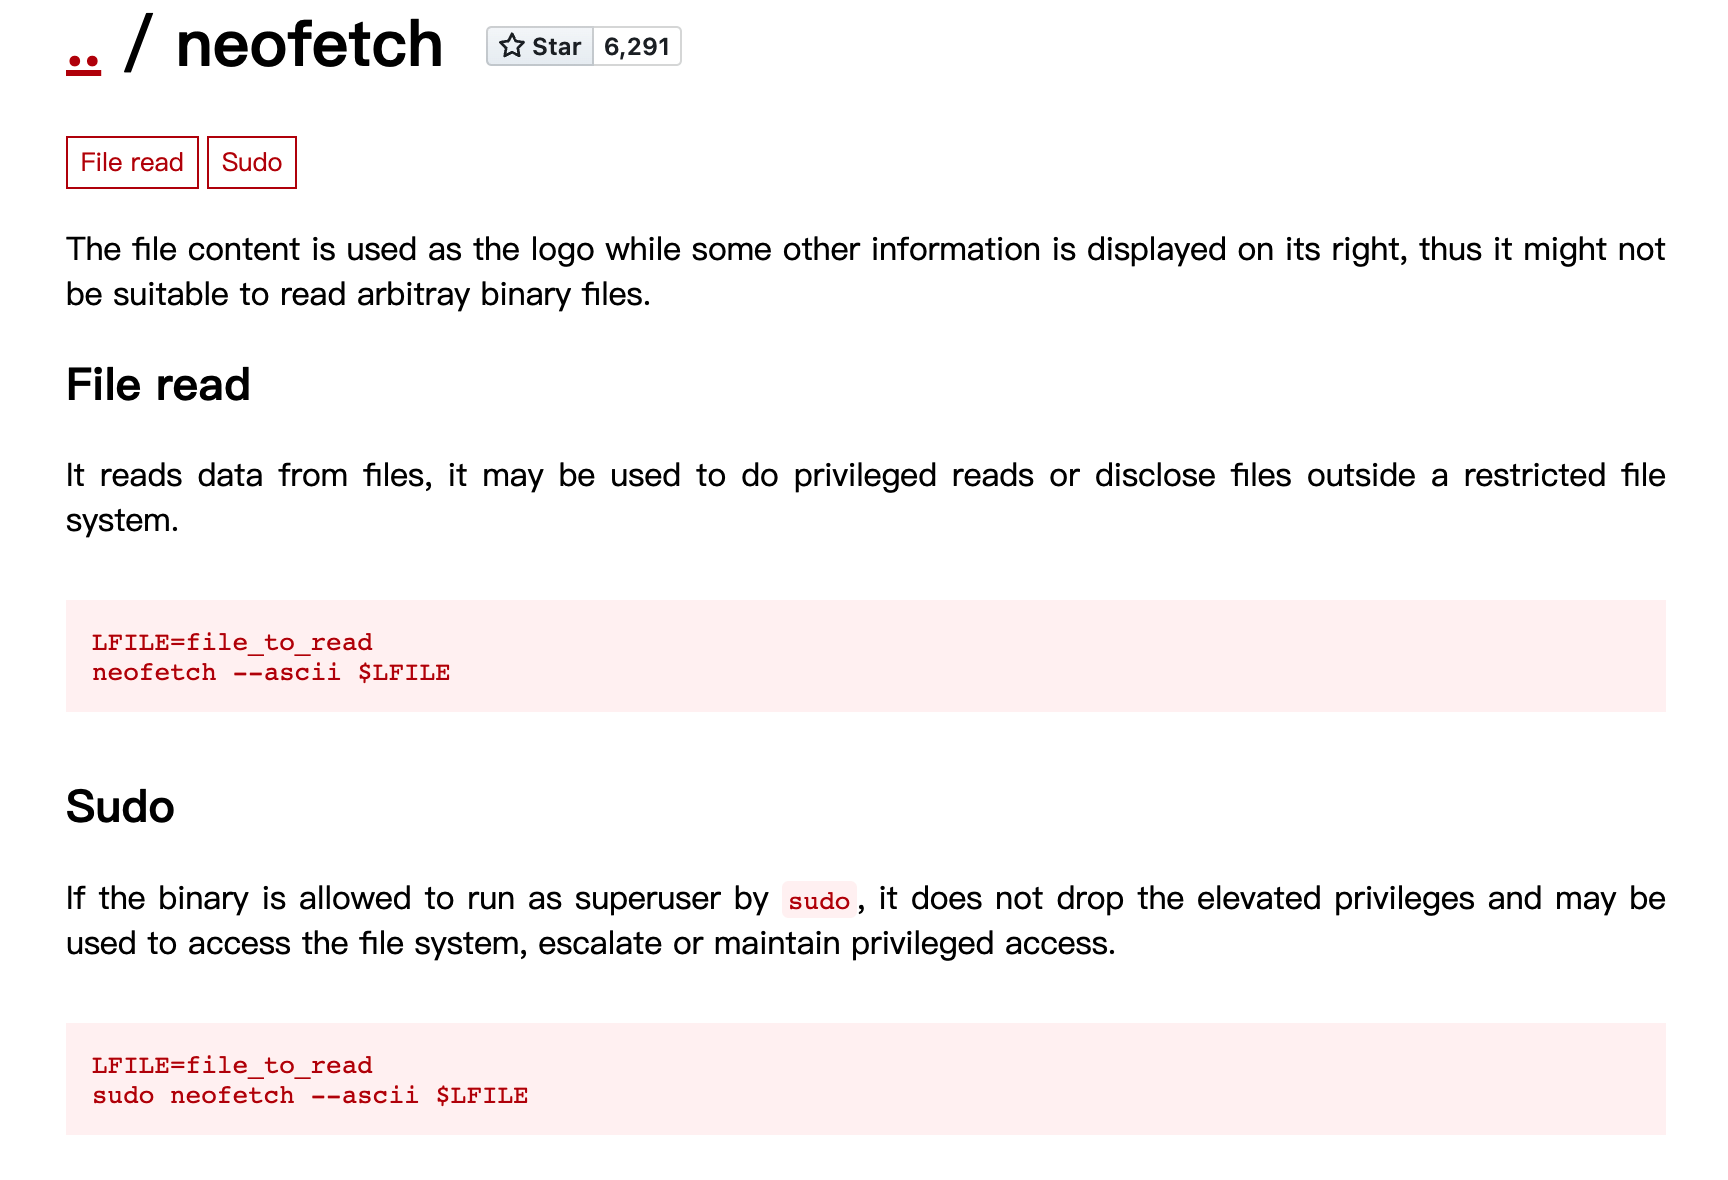 .. / neofetch Star 6,291
File read Sudo
The file content is used as the logo while some other information is displayed on its right, thus it might not
be suitable to read arbitray binary files.
File read
It reads data from files, it may be used to do privileged reads or disclose files outside a restricted file
system.
LFILE=file_to_read
neofetch --ascii $LFILE
Sudo
If the binary is allowed to run as superuser by sudo, it does not drop the elevated privileges and may be
used to access the file system, escalate or maintain privileged access.
LFILE=file_to_read
sudo neofetch --ascii $LFILE